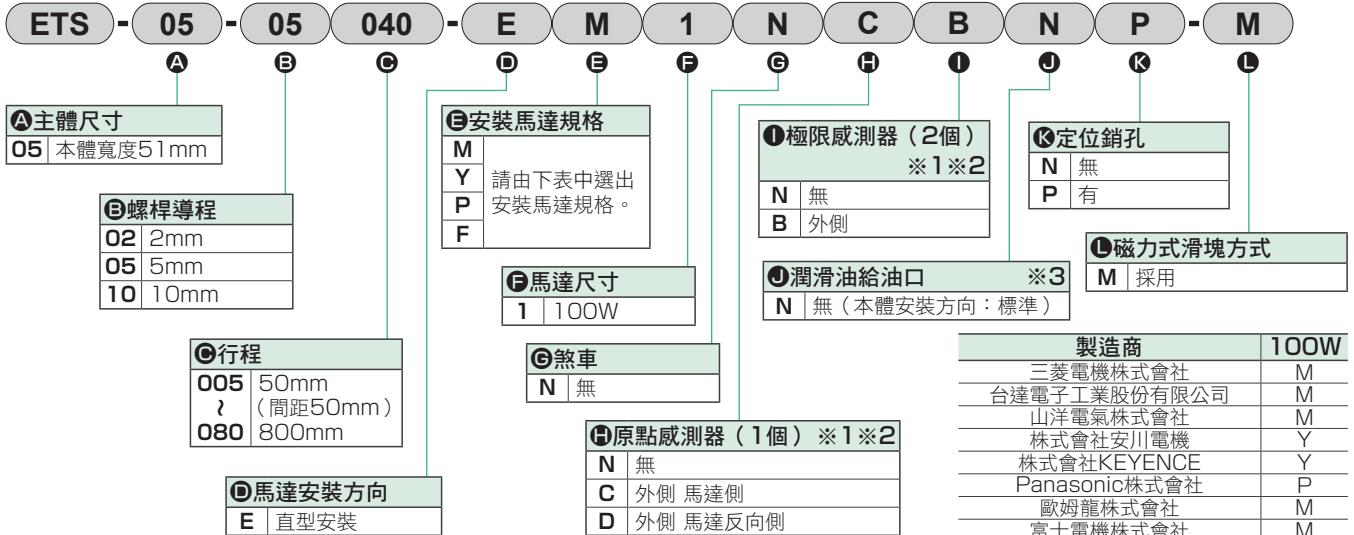 ETS - 05 - 05 040 - E M 1 N C B N P - M
A B C D E F G H I J K L
A主體尺寸
05 本體寬度51mm
B螺桿導程
02 2mm
05 5mm
10 10mm
C行程
005 50mm
~ （間距50mm）
080 800mm
D馬達安裝方向
E 直型安裝
E安裝馬達規格
M
Y 請由下表中選出
P 安裝馬達規格。
F
F馬達尺寸
1 100W
G煞車
N 無
H原點感測器（1個） ※1※2
N 無
C 外側 馬達側
D 外側 馬達反向側
I極限感測器（2個）
※1※2
N 無
B 外側
J潤滑油給油口 ※3
N 無（本體安裝方向：標準）
K定位銷孔
N 無
P 有
L磁力式滑塊方式
M 採用
製造商 100W
三菱電機株式會社 M
台達電子工業股份有限公司 M
山洋電氣株式會社 M
株式會社安川電機 Y
株式會社KEYENCE Y
Panasonic株式會社 P
歐姆龍株式會社 M
富士電機株式會社 M